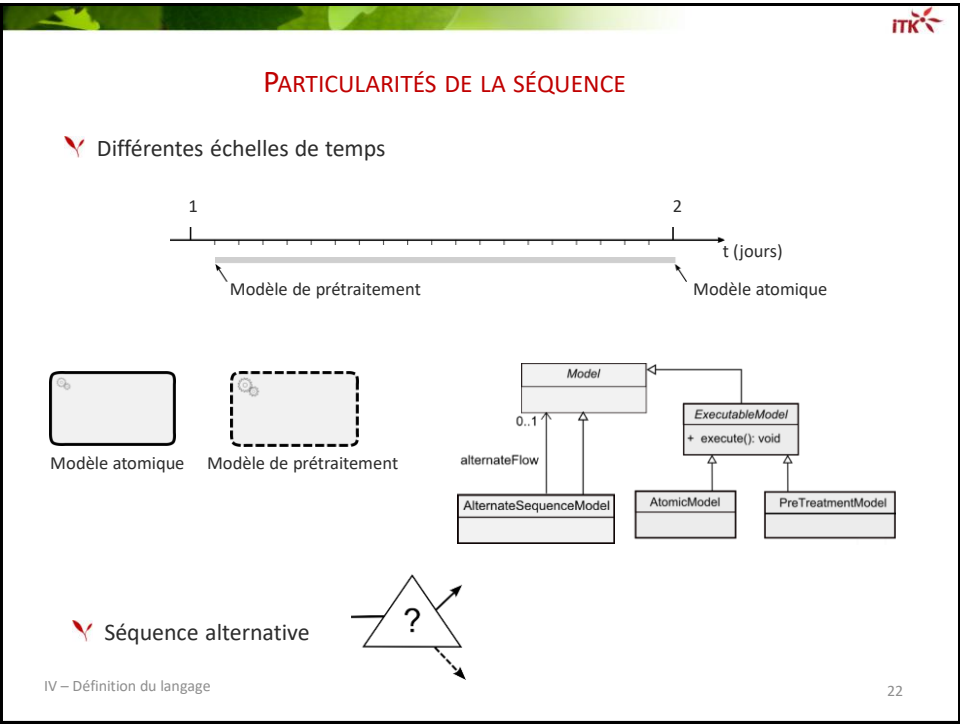 iTK
PARTICULARITÉS DE LA SÉQUENCE
Différentes échelles de temps
1
2
t (jours)
Modèle de prétraitement
Modèle atomique
Modèle atomique
Modèle de prétraitement
Model
0..1
alternateFlow
AlternateSequenceModel
ExecutableModel
+ execute(): void
AtomicModel
PreTreatmentModel
Séquence alternative
?
IV – Définition du langage
22